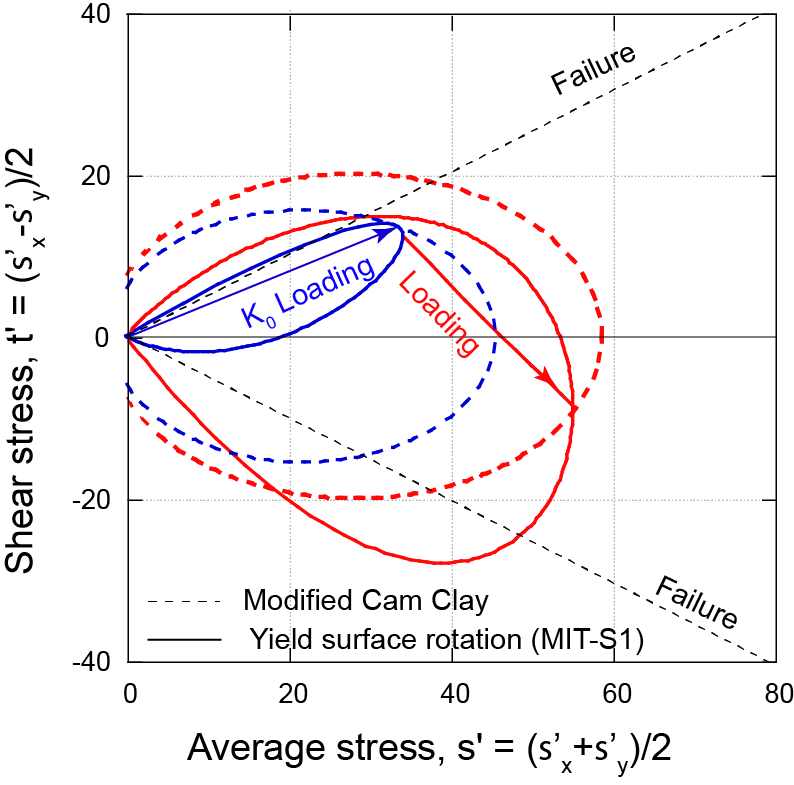 Shear stress, t' = (s’x-s’y)/2
40
20
0
-20
-40
Failure
K0 Loading
Loading
Failure
Modified Cam Clay
Yield surface rotation (MIT-S1)
0 20 40 60 80
Average stress, s' = (s’x+s’y)/2